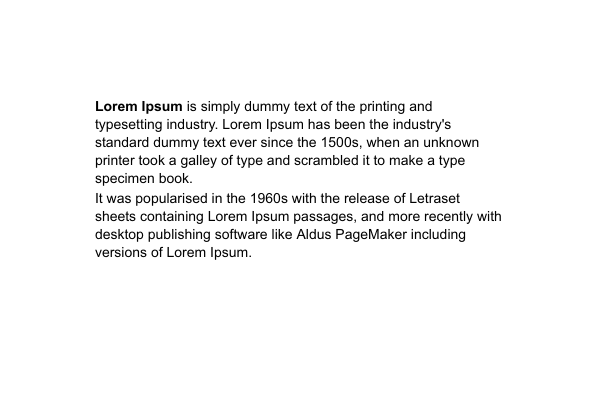 Lorem Ipsum is simply dummy text of the printing and
typesetting industry. Lorem Ipsum has been the industry's
standard dummy text ever since the 1500s, when an unknown
printer took a galley of type and scrambled it to make a type
specimen book.
It was popularised in the 1960s with the release of Letraset
sheets containing Lorem Ipsum passages, and more recently with
desktop publishing software like Aldus PageMaker including
versions of Lorem Ipsum.